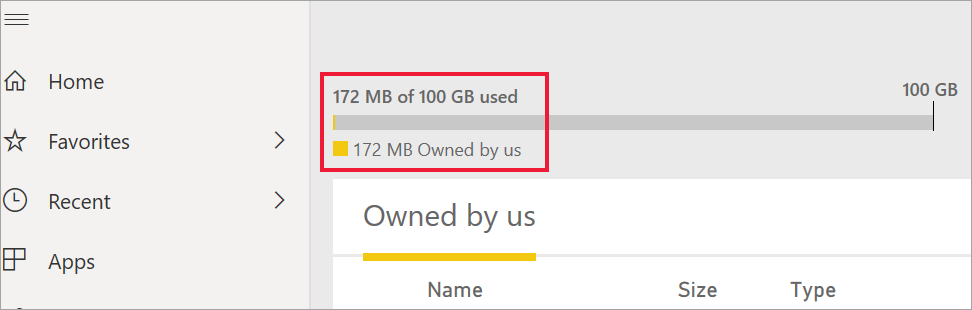 Home
Favorites
Recent
Apps
172 MB of 100 GB used
100 GB
172 MB Owned by us
Owned by us
Name Size Type